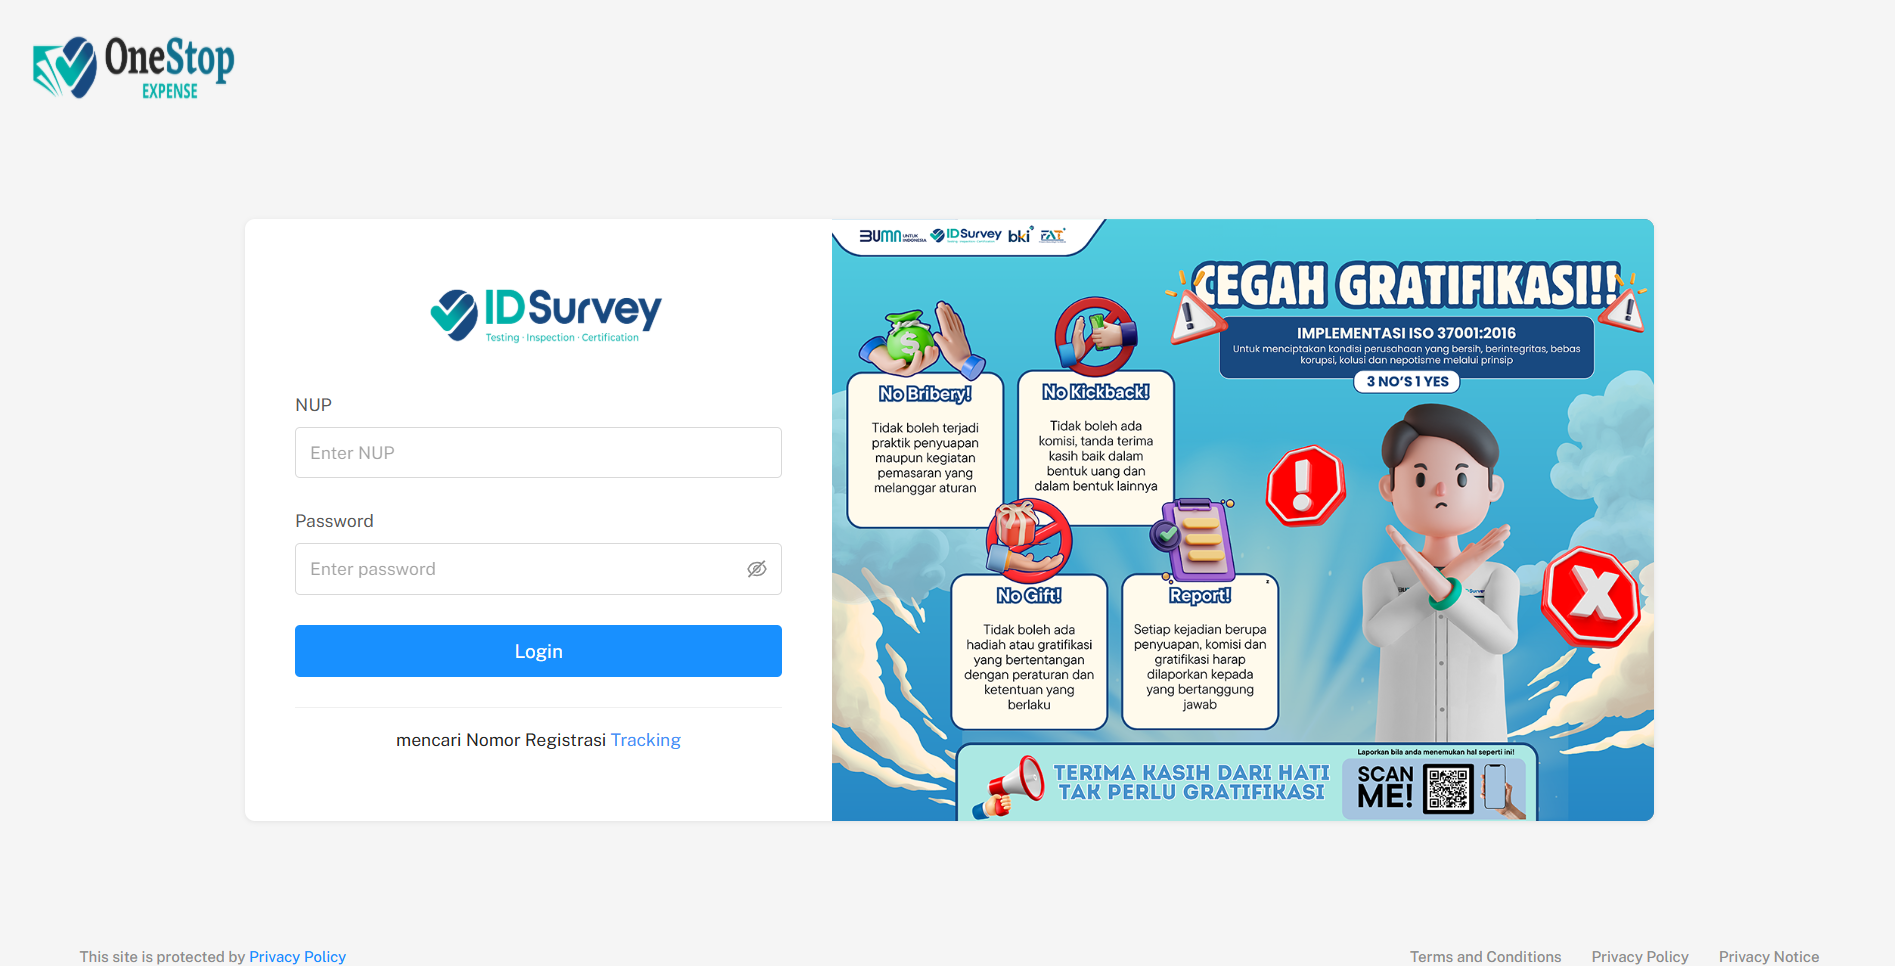 OneStop
EXPENSE
IDSurvey
Testing · Inspection · Certification
NUP
Enter NUP
Password
Enter password
Login
mencari Nomor Registrasi Tracking
BUMN UNTUK INDONESIA IDSurvey bki
CEGAH GRATIFIKASI!!
IMPLEMENTASI ISO 37001:2016
Untuk menciptakan kondisi perusahaan yang bersih, berintegritas, bebas
korupsi, kolusi dan nepotisme melalui prinsip
3 NO'S 1 YES
No Bribery!
Tidak boleh terjadi
praktik penyuapan
maupun kegiatan
pemasaran yang
melanggar aturan
No Kickback!
Tidak boleh ada
komisi, tanda terima
kasih baik dalam
bentuk uang dan
dalam bentuk lainnya
No Gift!
Tidak boleh ada
hadiah atau gratifikasi
yang bertentangan
dengan peraturan dan
ketentuan yang
berlaku
Report!
Setiap kejadian berupa
penyuapan, komisi dan
gratifikasi harap
dilaporkan kepada
yang bertanggung
jawab
X
Laporkan bila anda menemukan hal seperti ini!
TERIMA KASIH DARI HATI
TAK PERLU GRATIFIKASI
SCAN
ME!
This site is protected by Privacy Policy
Terms and Conditions
Privacy Policy
Privacy Notice